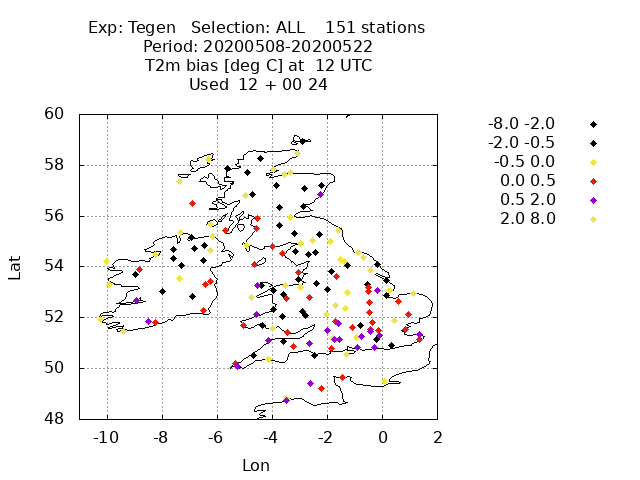 Exp: Tegen Selection: ALL 151 stations
Period: 20200508-20200522
T2m bias [deg C] at 12 UTC
Used 12 + 00 24
60
58
56
54
52
50
48
-10 -8 -6 -4 -2 0 2
Lat
Lon
-8.0 -2.0
-2.0 -0.5
-0.5 0.0
0.0 0.5
0.5 2.0
2.0 8.0